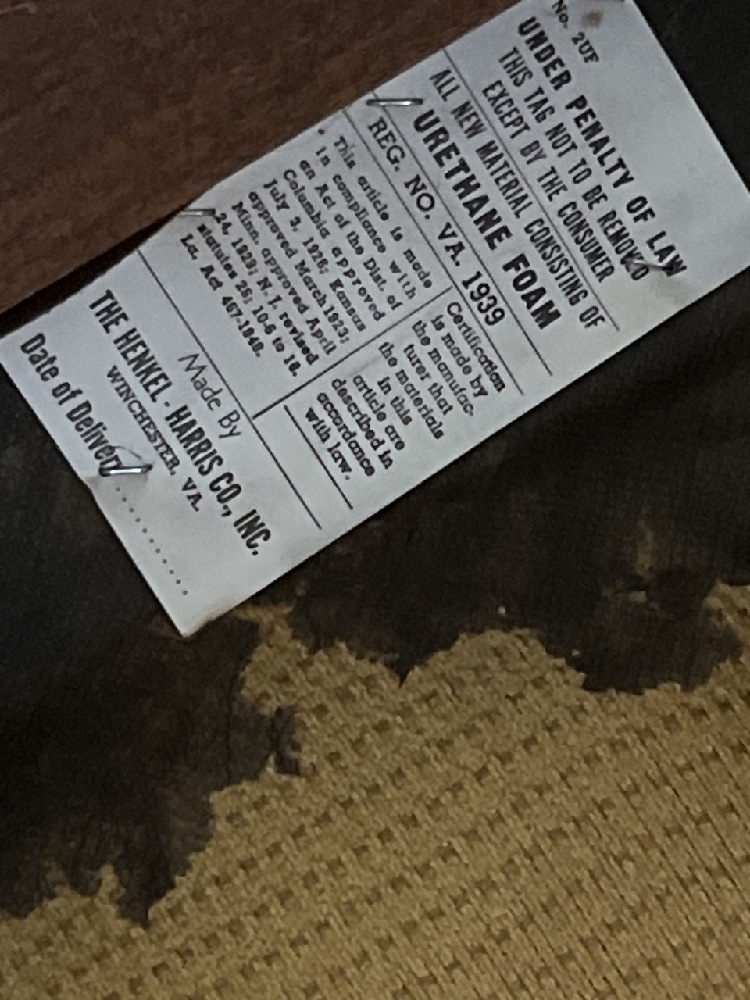 No. 2UF
UNDER PENALTY OF LAW
THIS TAG NOT TO BE REMOVED
EXCEPT BY THE CONSUMER
ALL NEW MATERIAL CONSISTING OF
URETHANE FOAM
REG. NO. VA. 1939
This article is made
in compliance with
an Act of the Dist. of
Columbia approved
July 3, 1926; Kansas
approved March 1923;
Minn. approved April
24, 1929; N. J. revised
statutes 26; 10-6 to 18.
La. Act 467-1948.
Certification
is made by
the manufac-
turer that
the materials
in this
article are
described in
accordance
with law.
Made By
THE HENKEL - HARRIS CO., INC.
WINCHESTER, VA.
Date of Delivery............